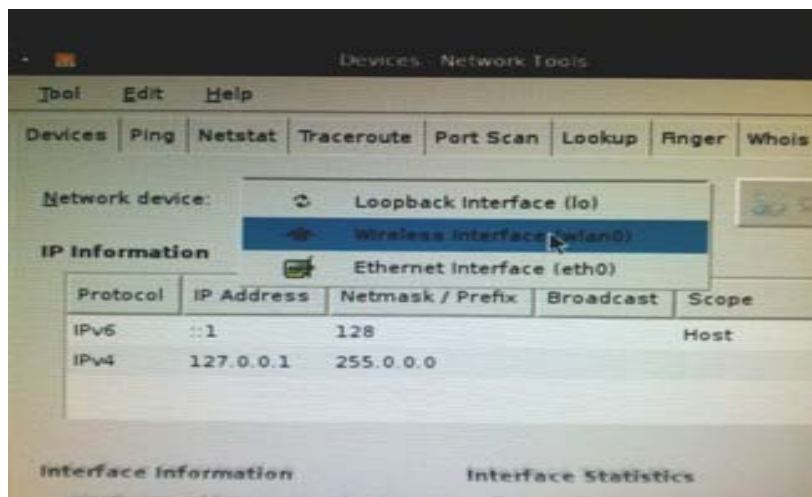 Devices - Network Tools
Tool Edit Help
Devices Ping Netstat Traceroute Port Scan Lookup Finger Whois
Network device:
Loopback Interface (lo)
Wireless Interface (wlan0)
Ethernet Interface (eth0)
IP Information
Protocol IP Address Netmask / Prefix Broadcast Scope
IPv6 ::1 128 Host
IPv4 127.0.0.1 255.0.0.0
Interface Information Interface Statistics